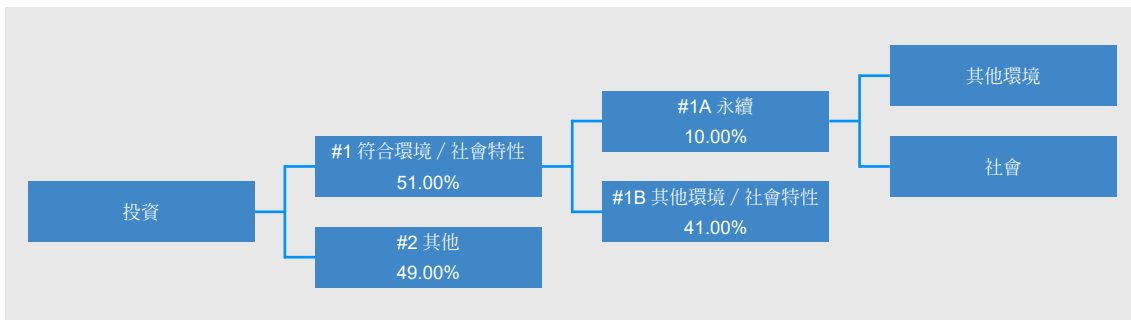 投資
#1 符合環境 / 社會特性
51.00%
#2 其他
49.00%
#1A 永續
10.00%
#1B 其他環境 / 社會特性
41.00%
其他環境
社會